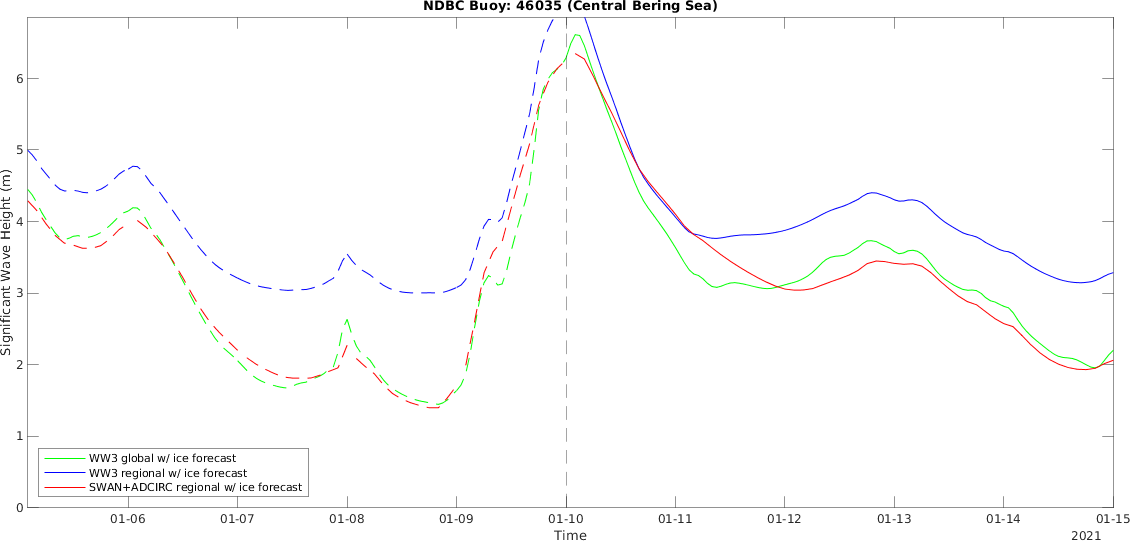 NDBC Buoy: 46035 (Central Bering Sea)
Significant Wave Height (m)
6
5
4
3
2
1
0
WW3 global w/ ice forecast
WW3 regional w/ ice forecast
SWAN+ADCIRC regional w/ ice forecast
01-06 01-07 01-08 01-09 01-10 01-11 01-12 01-13 01-14 01-15
Time
2021